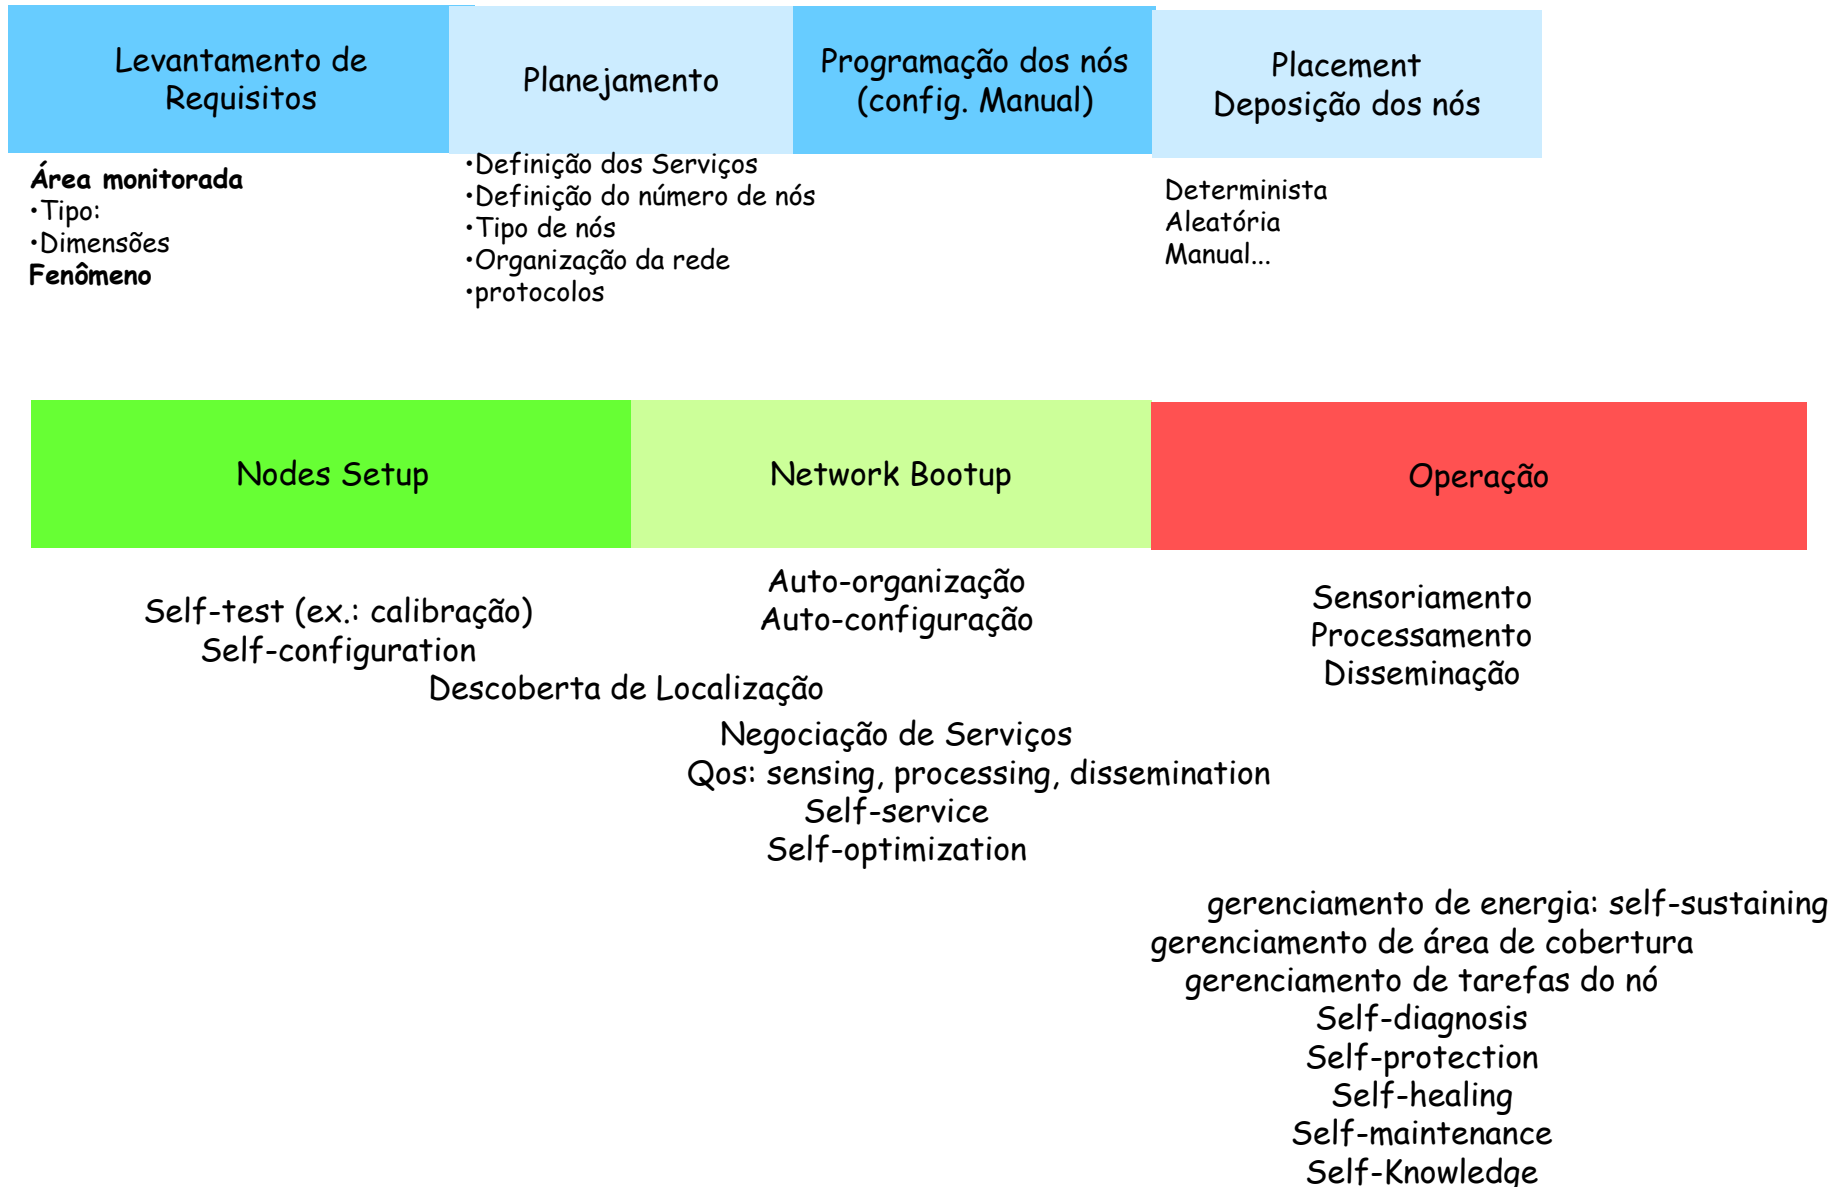 Levantamento de
Requisitos
Planejamento
Programação dos nós
(config. Manual)
Placement
Deposição dos nós
Área monitorada
•Tipo:
•Dimensões
Fenômeno
•Definição dos Serviços
•Definição do número de nós
•Tipo de nós
•Organização da rede
•protocolos
Determinista
Aleatória
Manual...
Nodes Setup
Network Bootup
Operação
Self-test (ex.: calibração)
Self-configuration
Auto-organização
Auto-configuração
Descoberta de Localização
Negociação de Serviços
Qos: sensing, processing, dissemination
Self-service
Self-optimization
Sensoriamento
Processamento
Disseminação
gerenciamento de energia: self-sustaining
gerenciamento de área de cobertura
gerenciamento de tarefas do nó
Self-diagnosis
Self-protection
Self-healing
Self-maintenance
Self-Knowledge